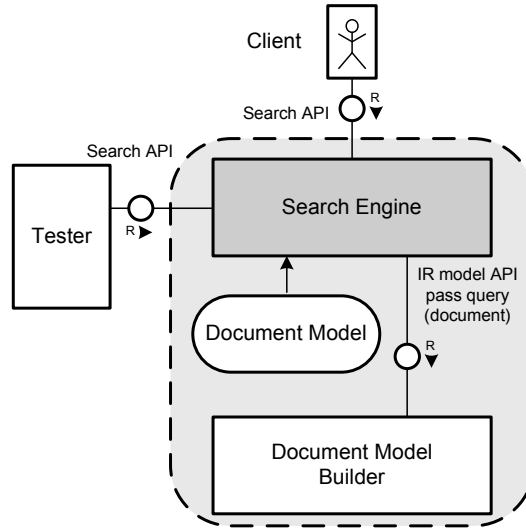 Client
R
Search API
Search API
Search Engine
Tester
R
IR model API
pass query
(document)
Document Model
R
Document Model
Builder